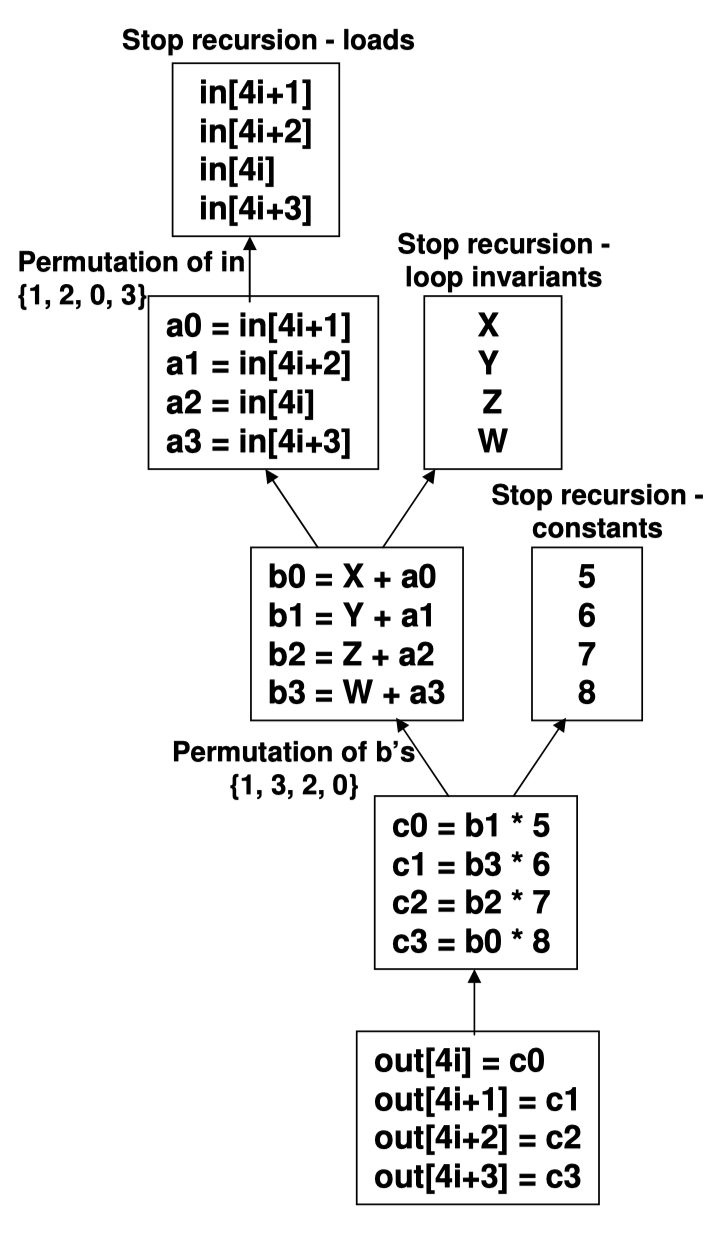 Stop recursion - loads
in[4i+1]
in[4i+2]
in[4i]
in[4i+3]
Permutation of in
{1, 2, 0, 3}
Stop recursion -
loop invariants
a0 = in[4i+1]
a1 = in[4i+2]
a2 = in[4i]
a3 = in[4i+3]
X
Y
Z
W
Stop recursion -
constants
b0 = X + a0
b1 = Y + a1
b2 = Z + a2
b3 = W + a3
5
6
7
8
Permutation of b's
{1, 3, 2, 0}
c0 = b1 * 5
c1 = b3 * 6
c2 = b2 * 7
c3 = b0 * 8
out[4i] = c0
out[4i+1] = c1
out[4i+2] = c2
out[4i+3] = c3